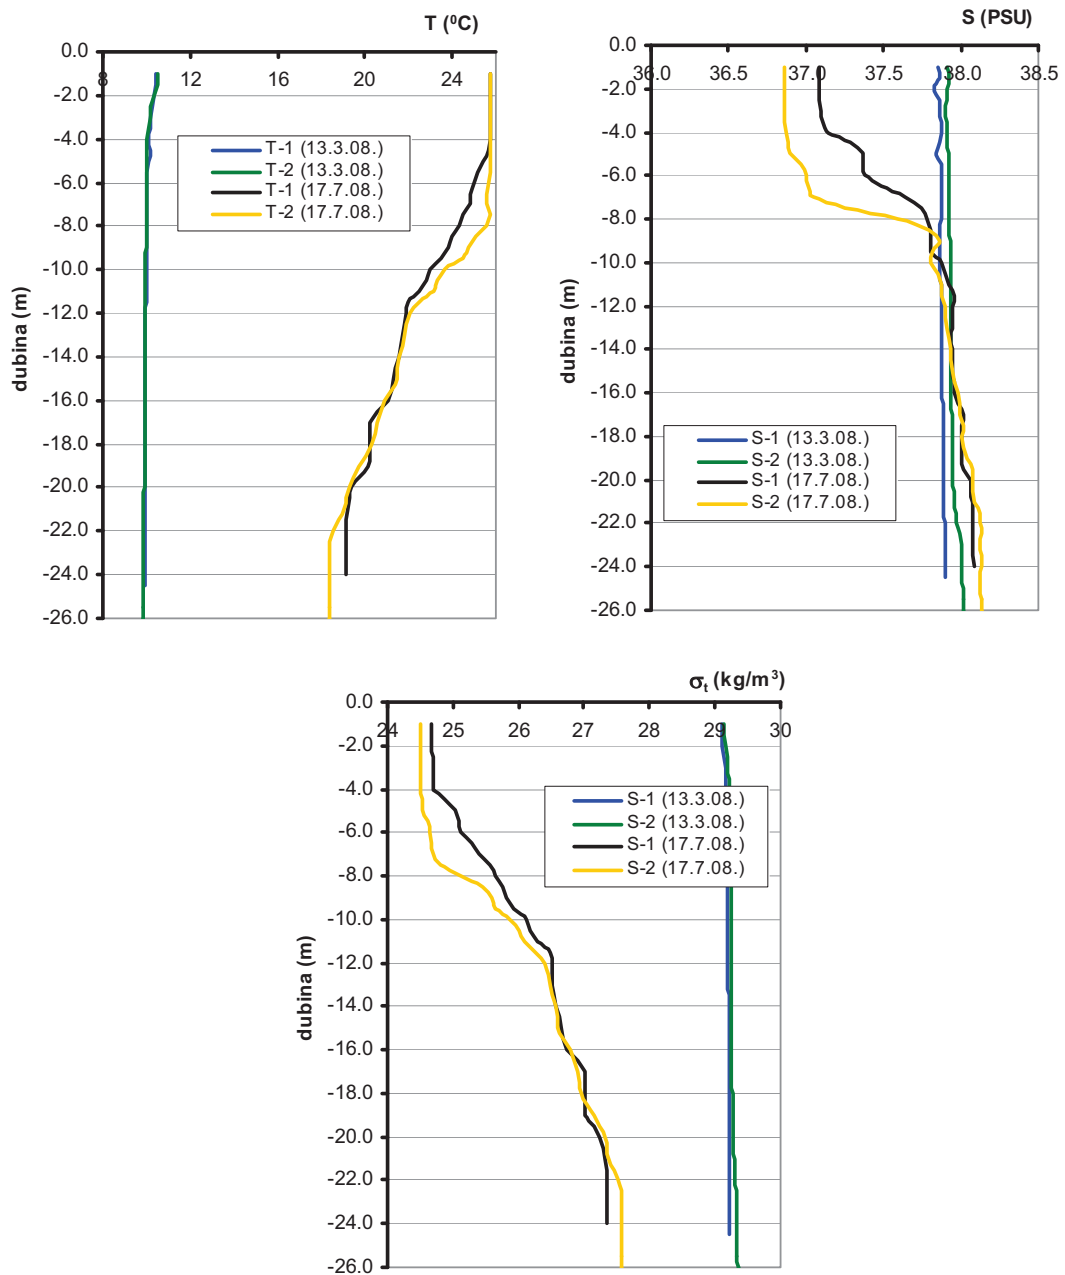 T (⁰C)
0.0
8 12 16 20 24
-2.0
-4.0
-6.0
-8.0
-10.0
-12.0
-14.0
-16.0
-18.0
-20.0
-22.0
-24.0
-26.0
dubina (m)
T-1 (13.3.08.)
T-2 (13.3.08.)
T-1 (17.7.08.)
T-2 (17.7.08.)
S (PSU)
0.0
36.0 36.5 37.0 37.5 38.0 38.5
-2.0
-4.0
-6.0
-8.0
-10.0
-12.0
-14.0
-16.0
-18.0
-20.0
-22.0
-24.0
-26.0
dubina (m)
S-1 (13.3.08.)
S-2 (13.3.08.)
S-1 (17.7.08.)
S-2 (17.7.08.)
σt (kg/m³)
0.0
24 25 26 27 28 29 30
-2.0
-4.0
-6.0
-8.0
-10.0
-12.0
-14.0
-16.0
-18.0
-20.0
-22.0
-24.0
-26.0
dubina (m)
S-1 (13.3.08.)
S-2 (13.3.08.)
S-1 (17.7.08.)
S-2 (17.7.08.)